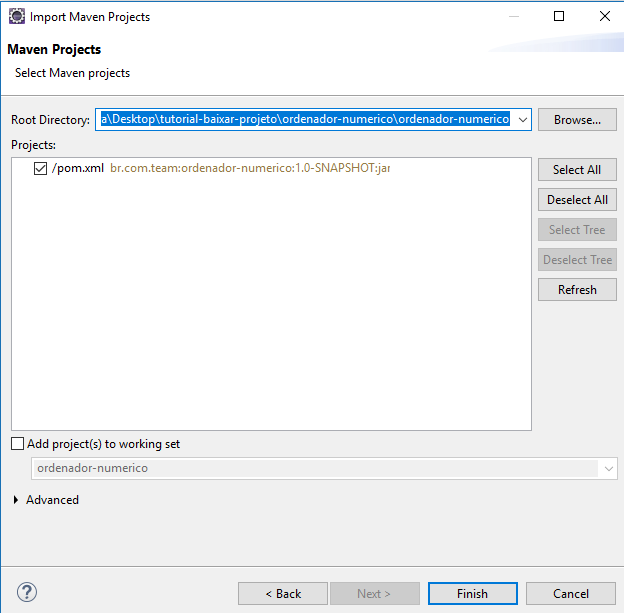 Import Maven Projects
Maven Projects
Select Maven projects
Root Directory: a\Desktop\tutorial-baixar-projeto\ordenador-numerico\ordenador-numerico Browse...
Projects:
/pom.xml br.com.team:ordenador-numerico:1.0-SNAPSHOT:jar
Select All
Deselect All
Select Tree
Deselect Tree
Refresh
Add project(s) to working set
ordenador-numerico
Advanced
? < Back Next > Finish Cancel